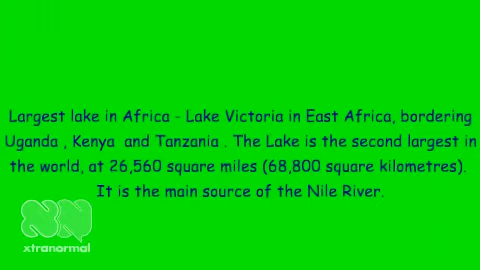 Largest lake in Africa - Lake Victoria in East Africa, bordering
Uganda , Kenya  and Tanzania . The Lake is the second largest in
the world, at 26,560 square miles (68,800 square kilometres).
It is the main source of the Nile River.
xtranormal